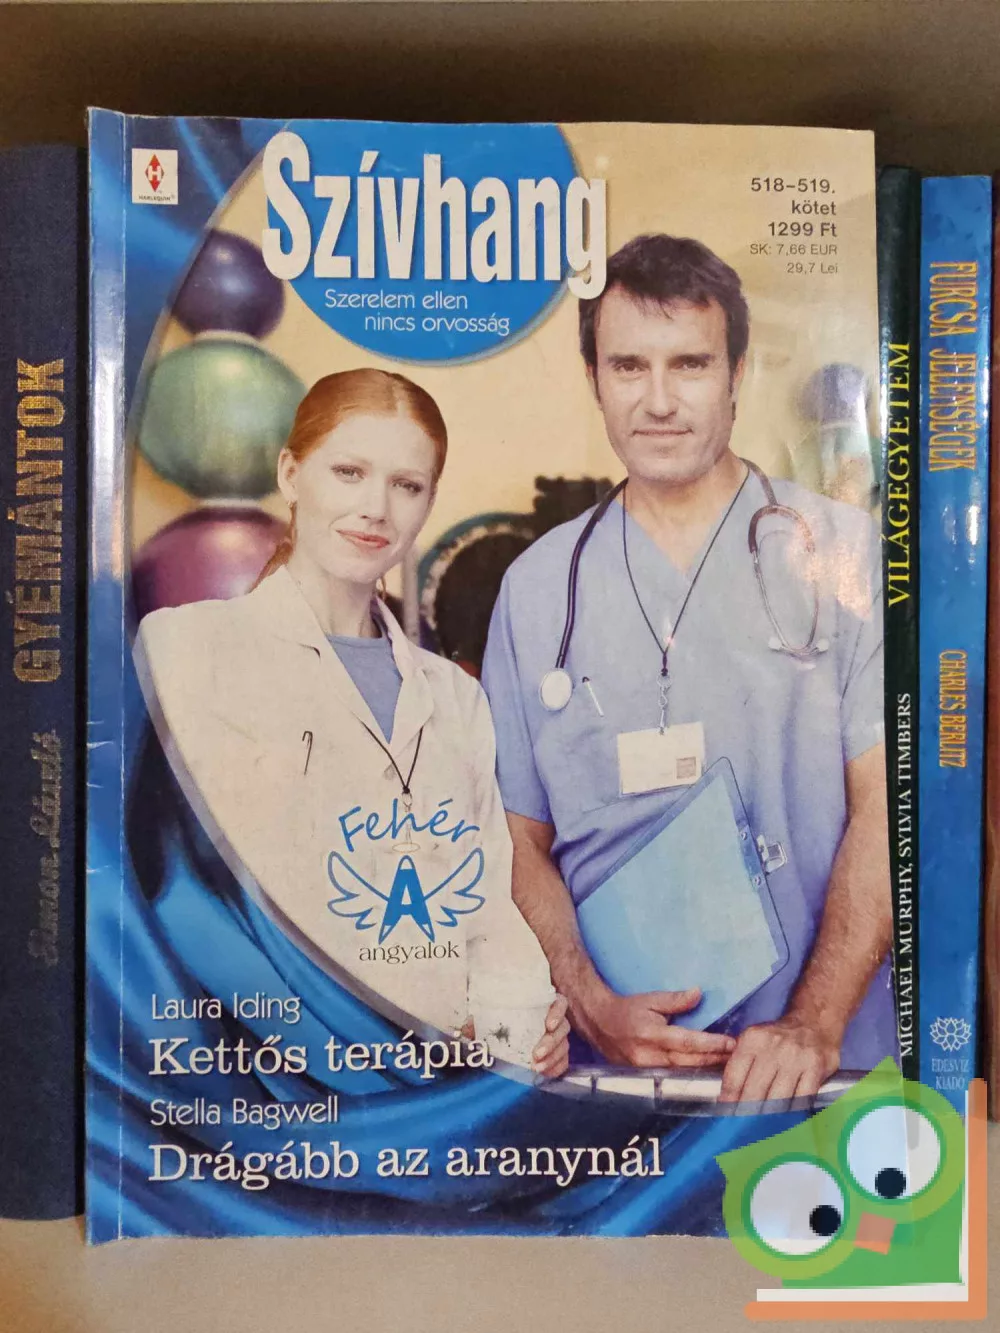 HARLEQUIN®
Szívhang
Szerelem ellen
nincs orvosság
518–519.
kötet
1299 Ft
SK: 7,66 EUR
29,7 Lei
Fehér
A
angyalok
Laura Iding
Kettős terápia
Stella Bagwell
Drágább az aranynál
GYÉMÁNTOK
VILÁGEGYETEM
MICHAEL MURPHY, SYLVIA TIMBERS
FURCSA JELENSÉGEK
CHARLES BERLITZ
ÉDESVÍZ
KIADÓ